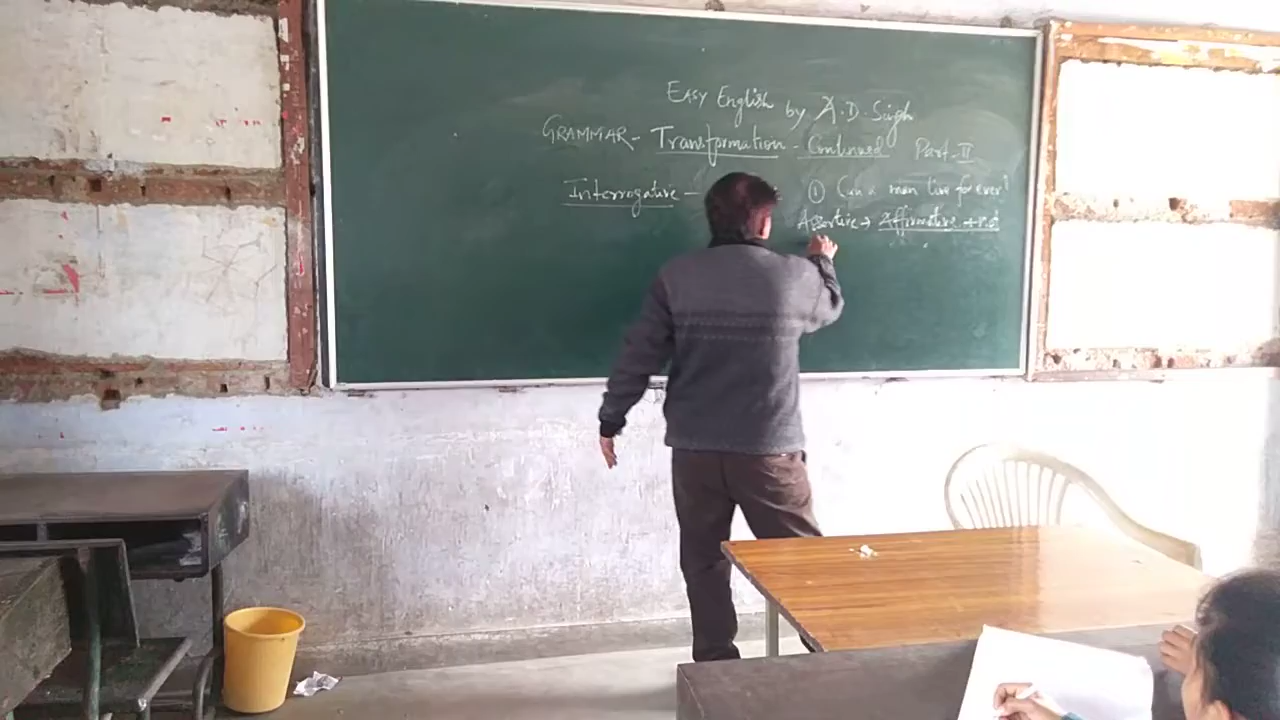 EASY English by A.D. Singh
GRAMMAR - Transformation - Continued Part-II
Interrogative - ① Can a man live for ever?
Assertive → Affirmative + not